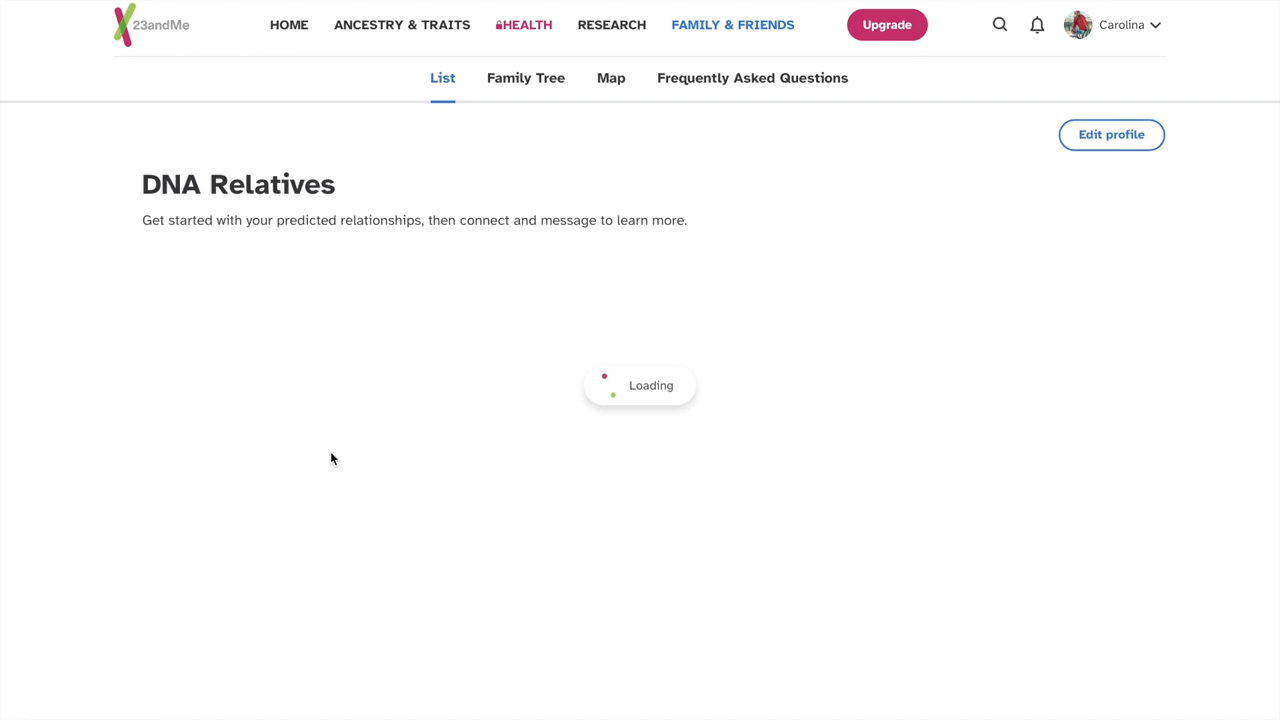 23andMe
HOME ANCESTRY & TRAITS HEALTH RESEARCH FAMILY & FRIENDS Upgrade Carolina
List Family Tree Map Frequently Asked Questions
Edit profile
DNA Relatives
Get started with your predicted relationships, then connect and message to learn more.
Loading